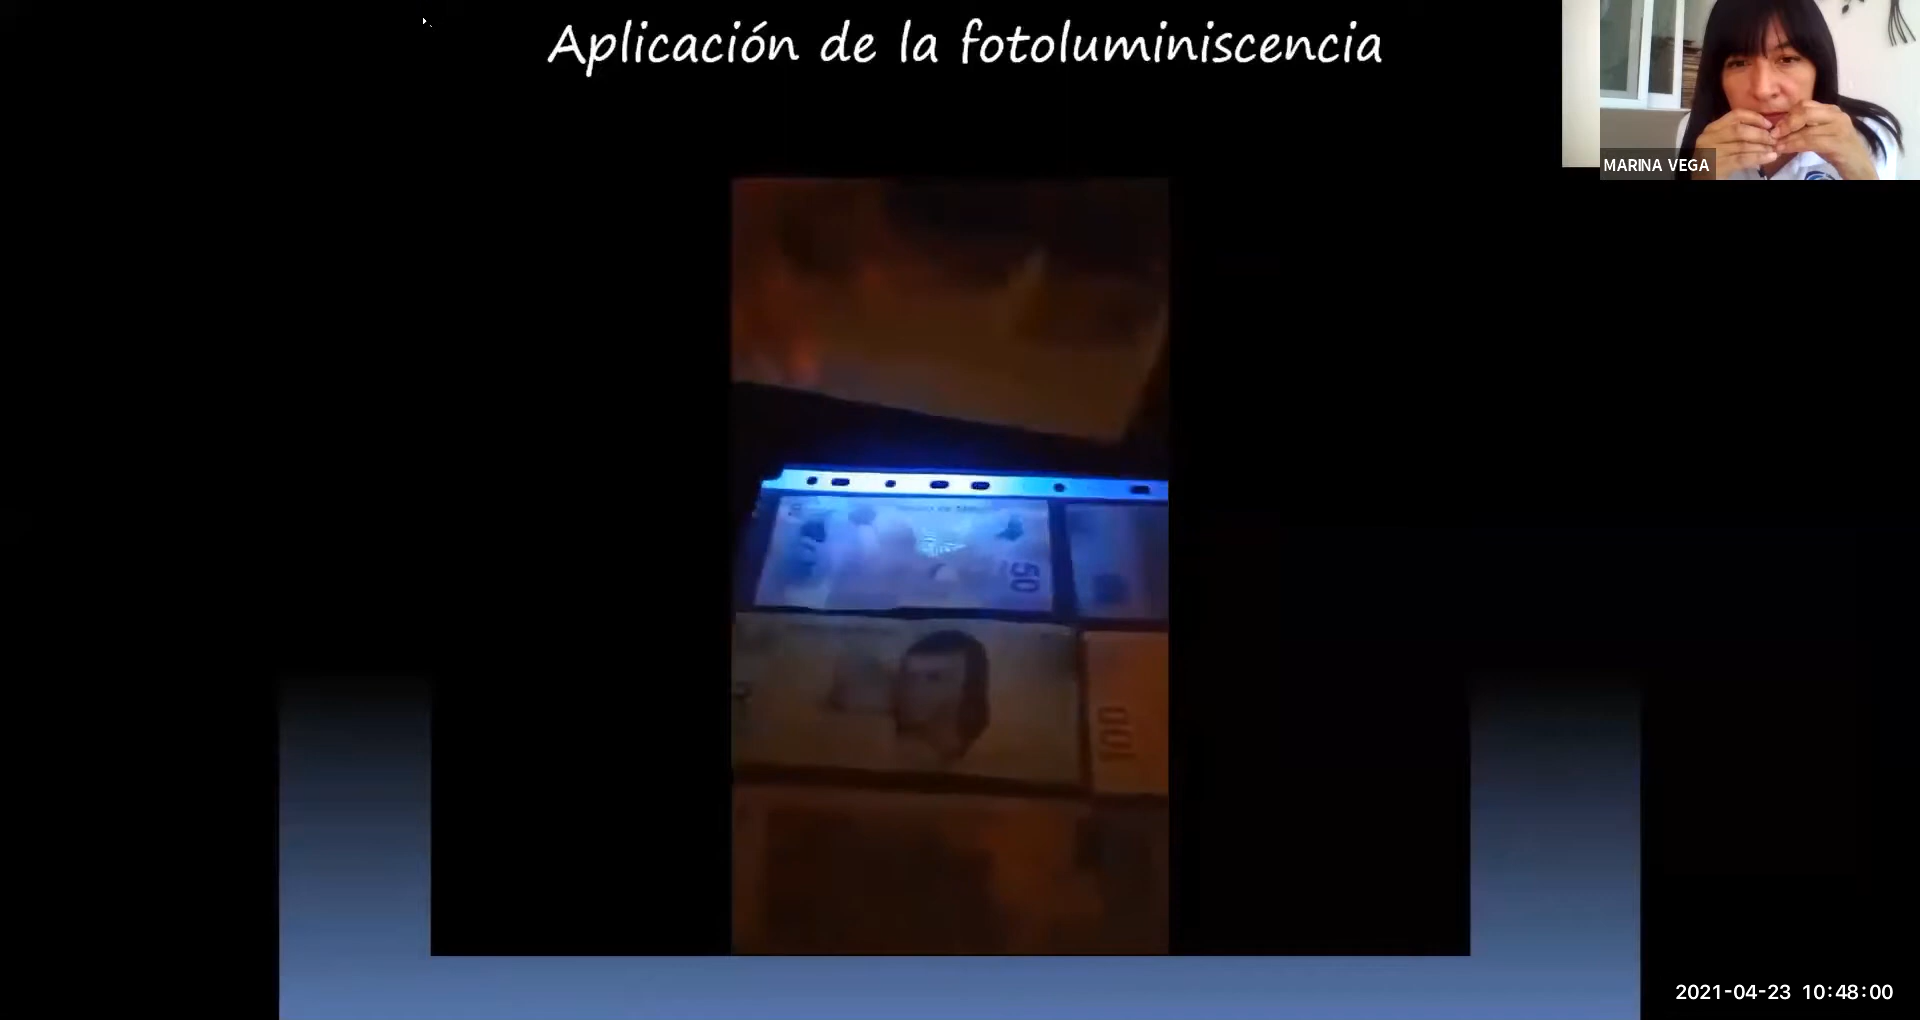 Aplicación de la fotoluminiscencia
MARINA VEGA
50
100
2021-04-23 10:48:00